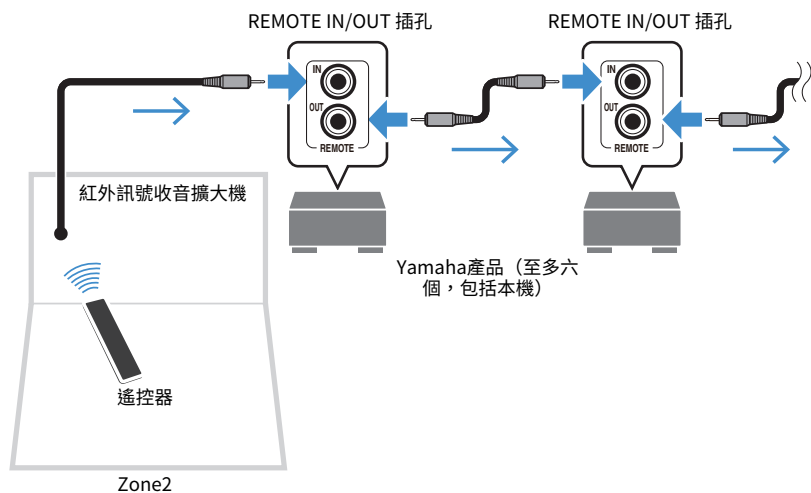 REMOTE IN/OUT 插孔
REMOTE IN/OUT 插孔
IN
OUT
REMOTE
IN
OUT
REMOTE
紅外訊號收音擴大機
Yamaha產品（至多六
個，包括本機）
遙控器
Zone2